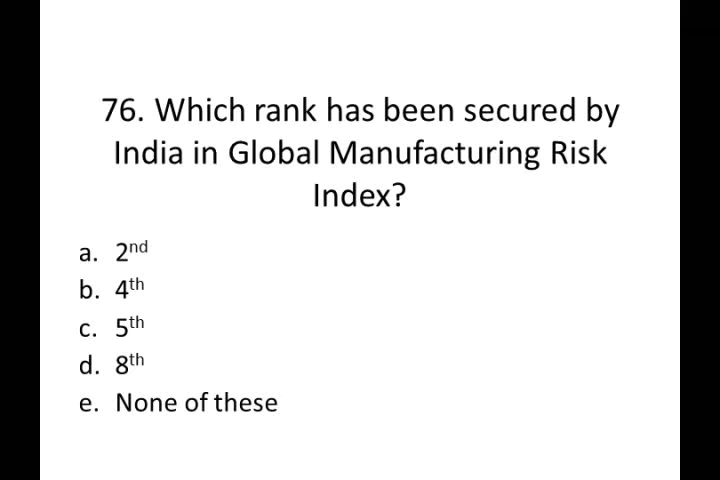 76. Which rank has been secured by
India in Global Manufacturing Risk
Index?
a. 2nd
b. 4th
c. 5th
d. 8th
e. None of these